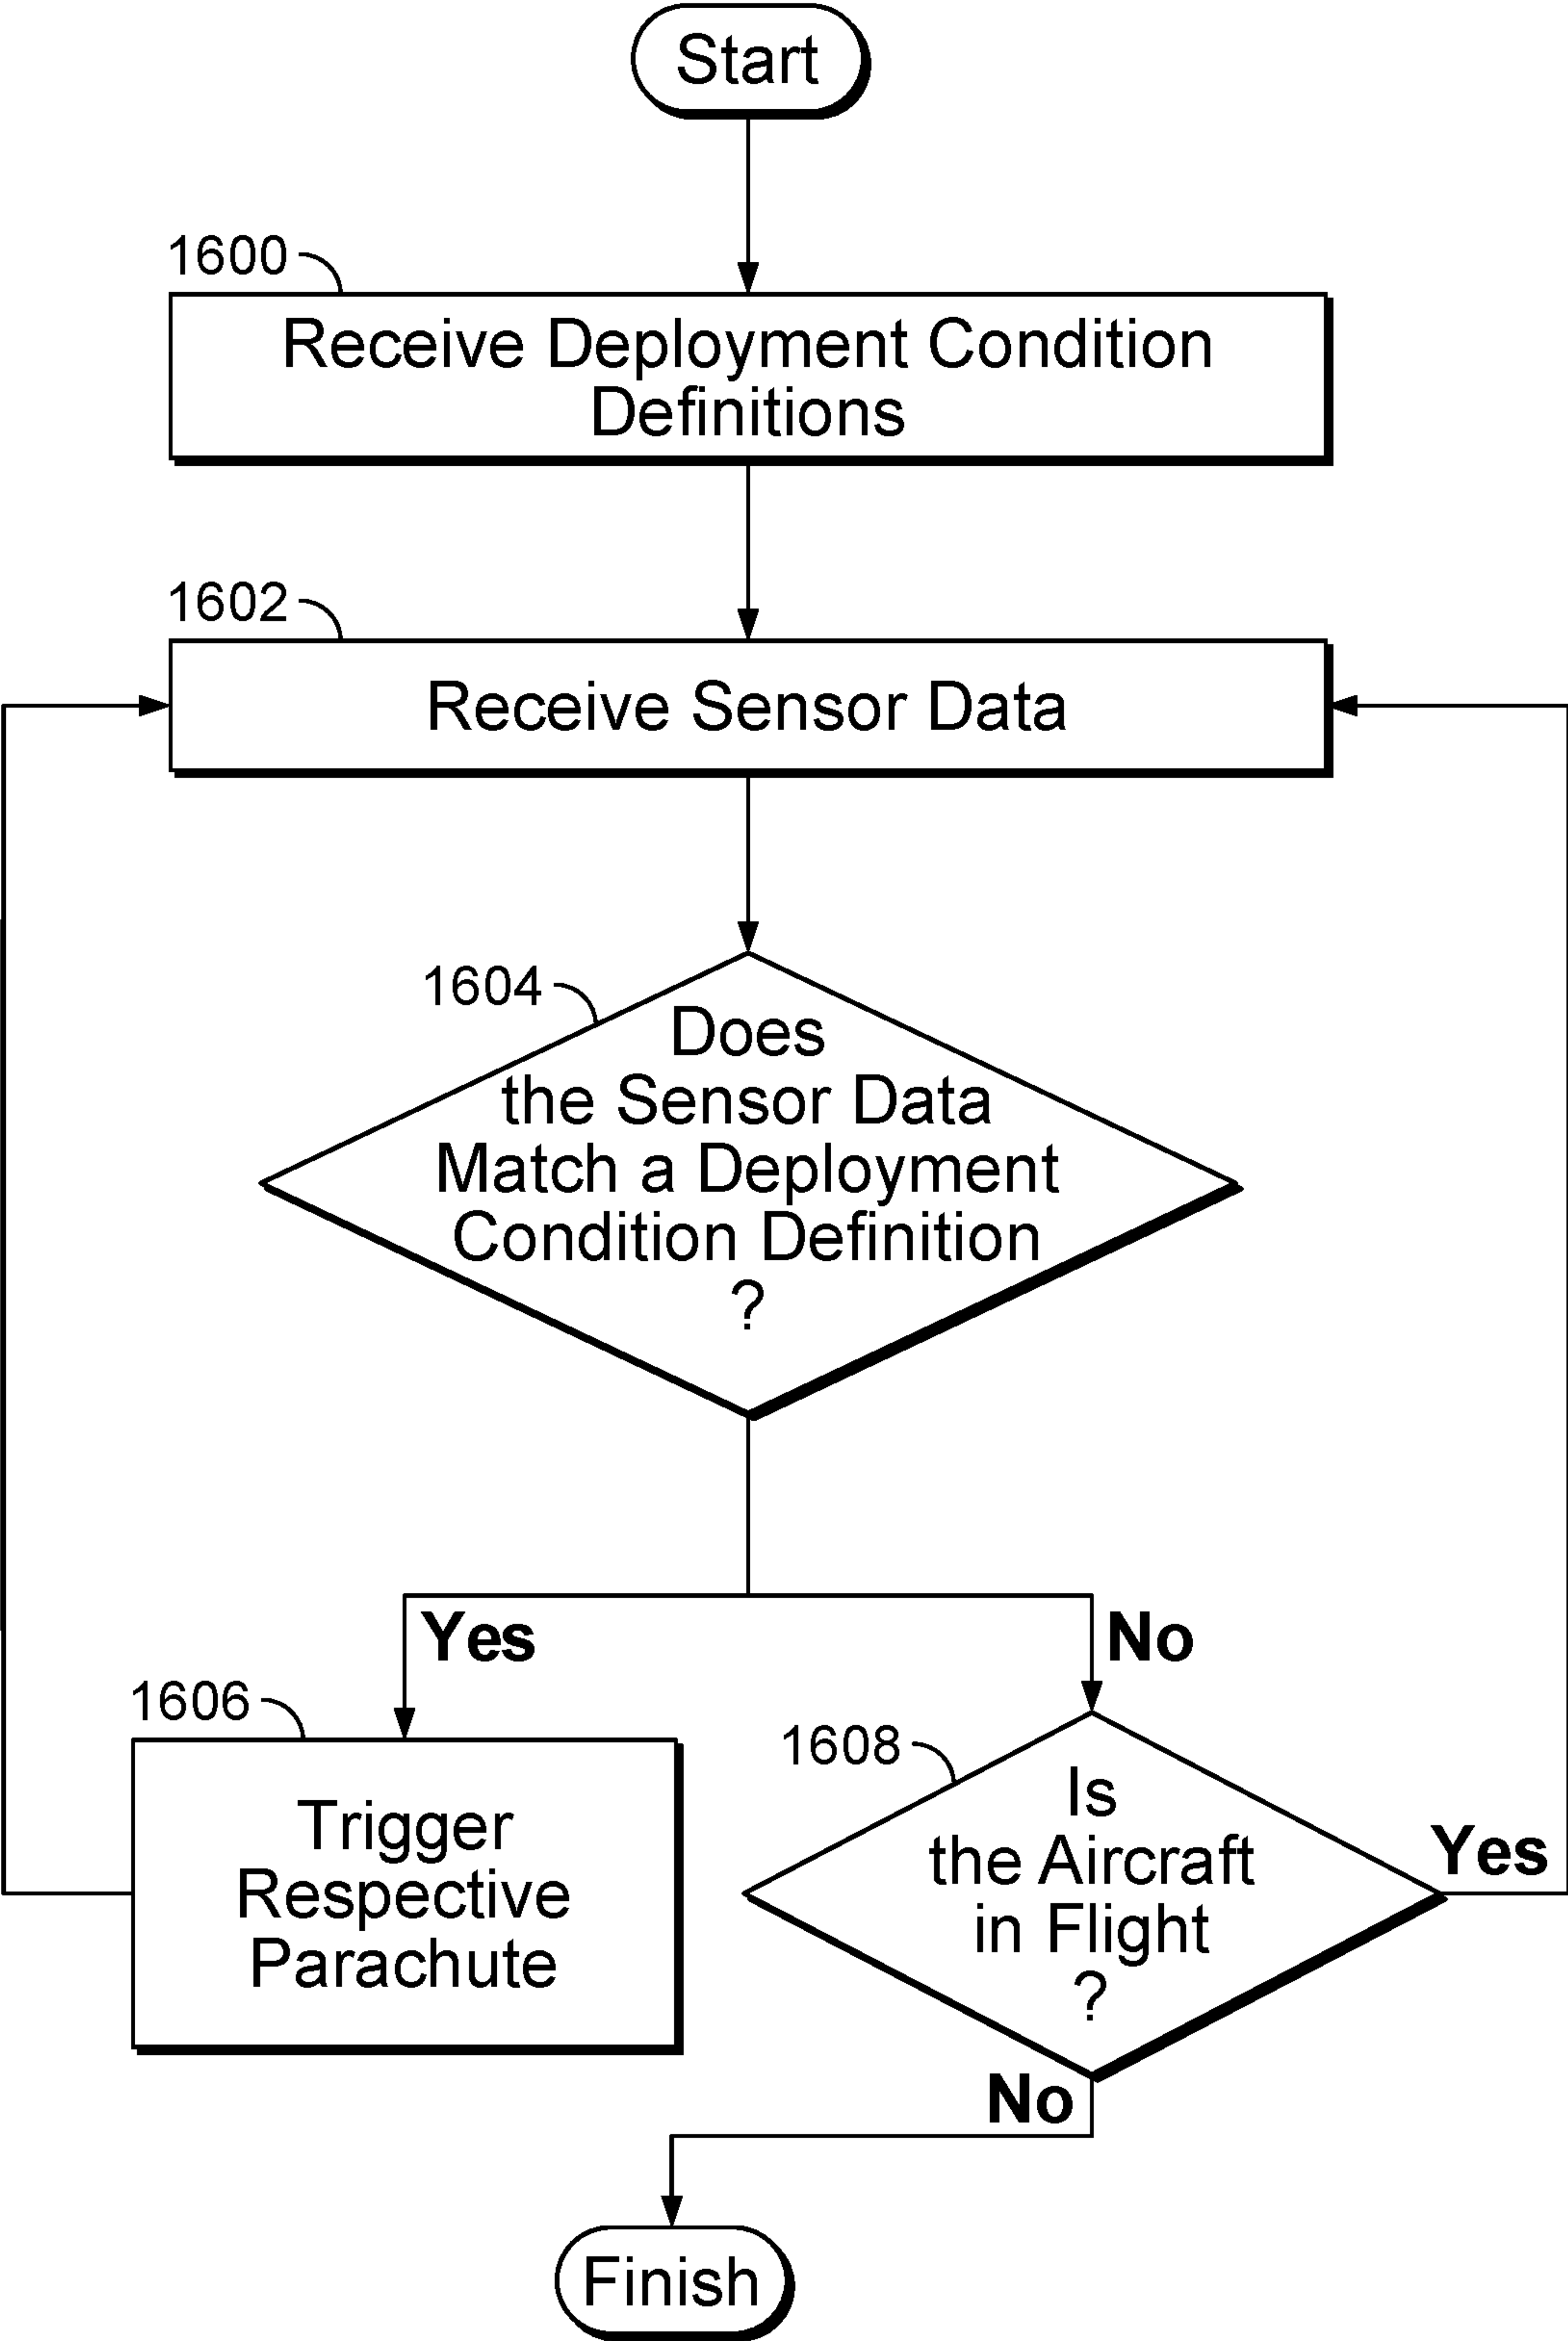 Start
1600
Receive Deployment Condition
Definitions
1602
Receive Sensor Data
1604
Does
the Sensor Data
Match a Deployment
Condition Definition
?
Yes
No
1606
Trigger
Respective
Parachute
1608
Is
the Aircraft
in Flight
?
Yes
No
Finish